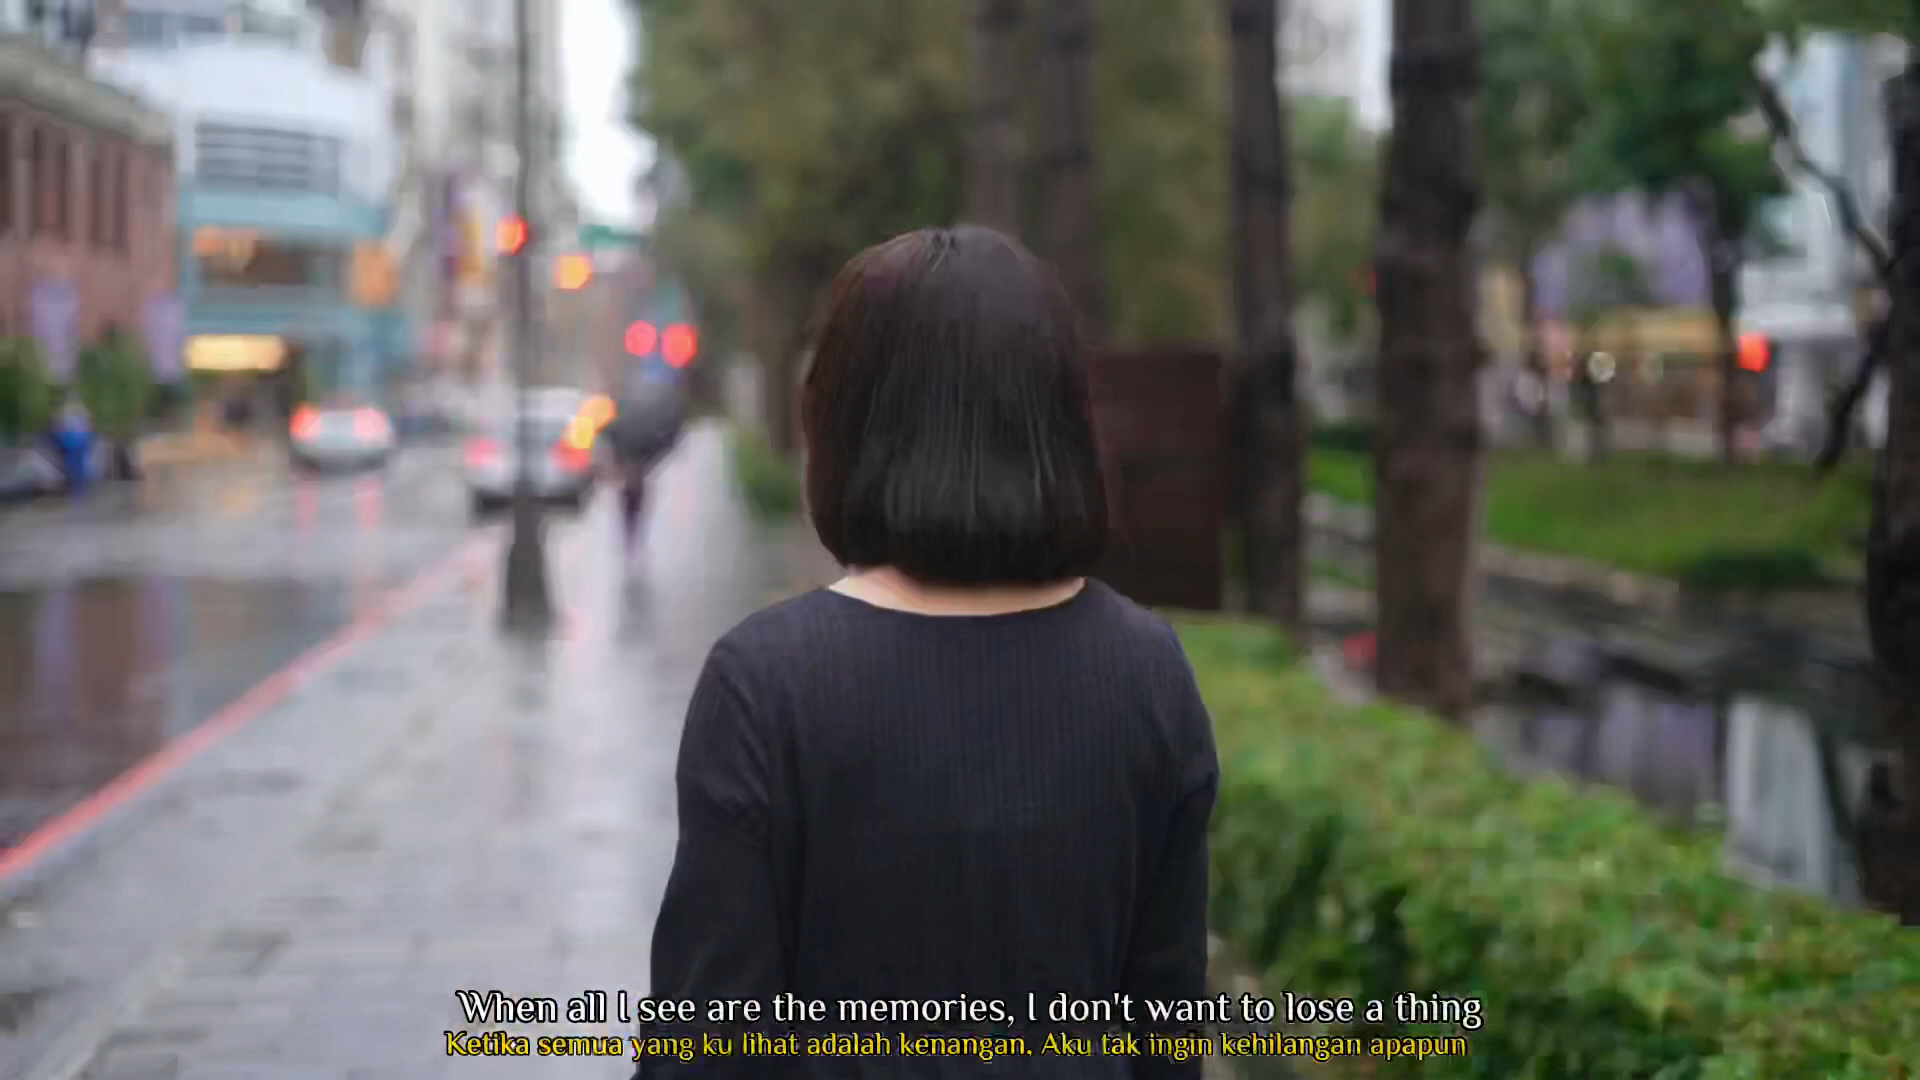 When all I see are the memories, I don't want to lose a thing
Ketika semua yang ku lihat adalah kenangan. Aku tak ingin kehilangan apapun